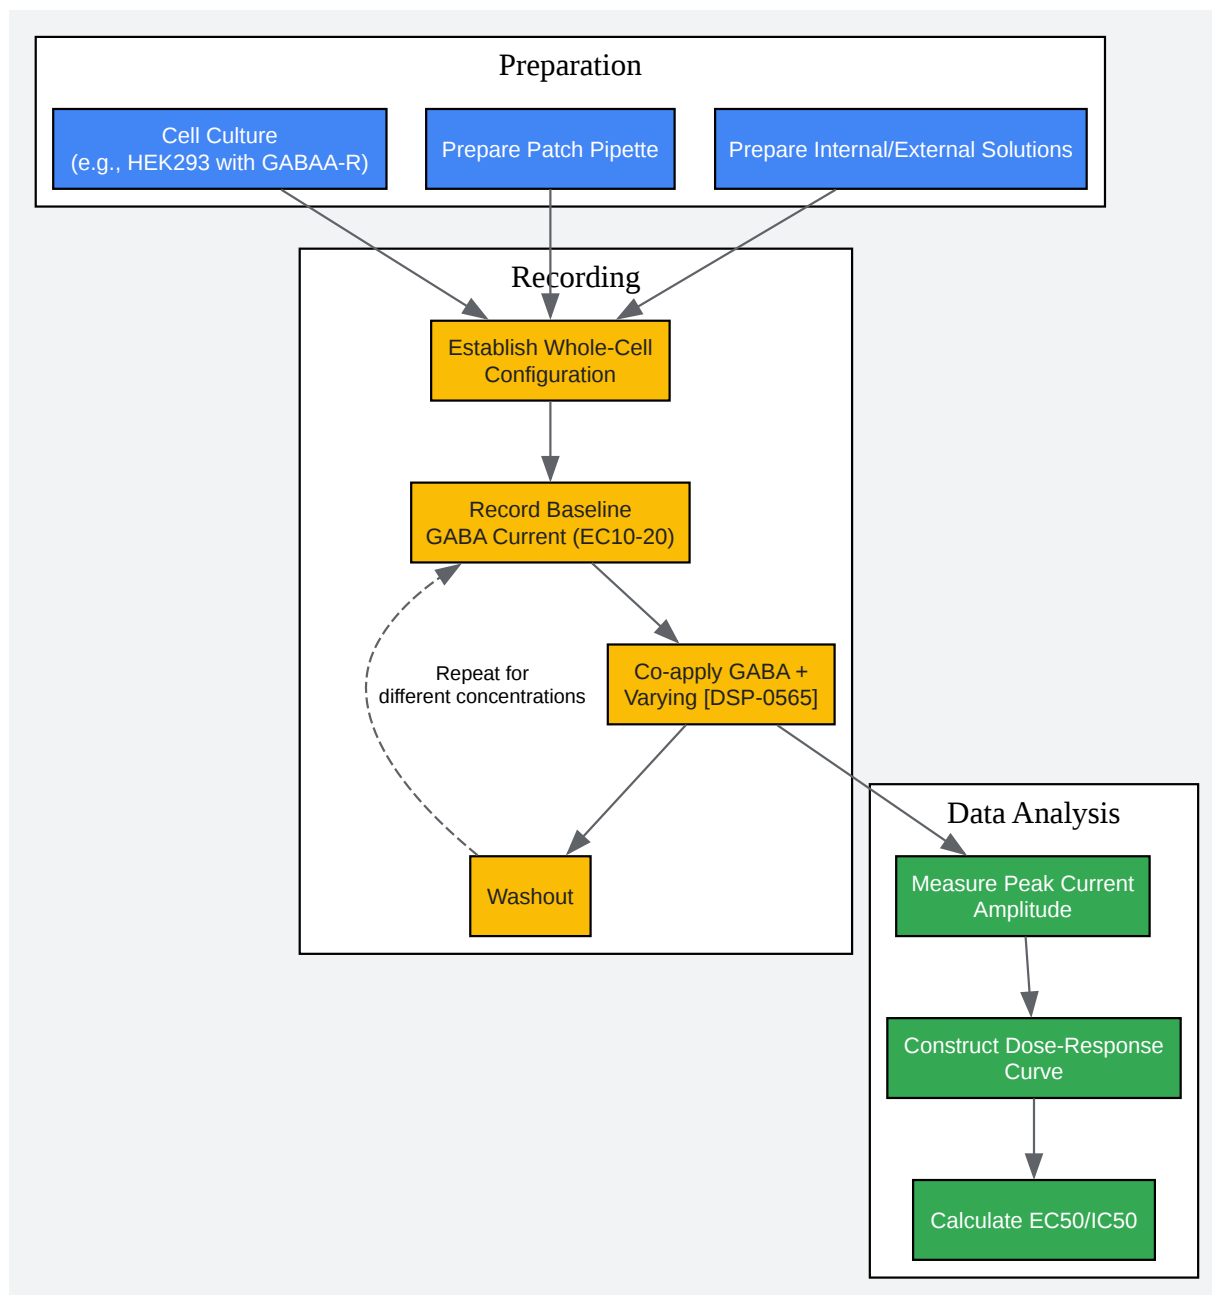 Preparation
Cell Culture
(e.g., HEK293 with GABAA-R)
Prepare Patch Pipette
Prepare Internal/External Solutions
Recording
Establish Whole-Cell
Configuration
Record Baseline
GABA Current (EC10-20)
Repeat for
different concentrations
Co-apply GABA +
Varying [DSP-0565]
Washout
Data Analysis
Measure Peak Current
Amplitude
Construct Dose-Response
Curve
Calculate EC50/IC50